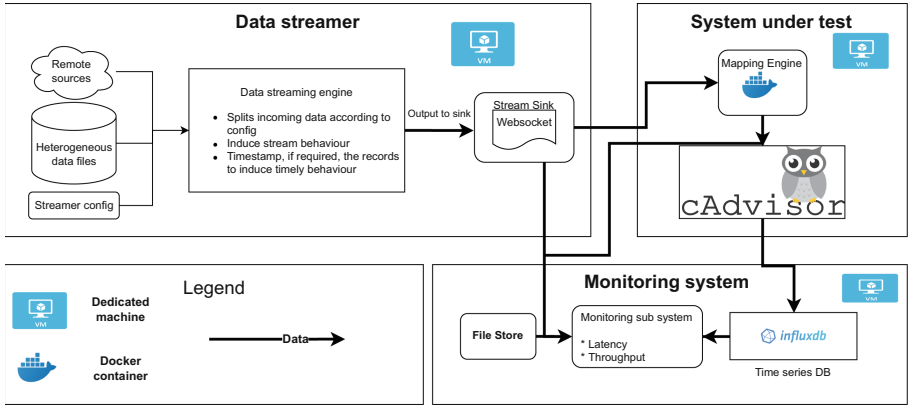 Data streamer
VM
Remote
sources
Heterogeneous
data files
Streamer config
Data streaming engine
• Splits incoming data according to
config
• Induce stream behaviour
• Timestamp, if required, the records
to induce timely behaviour
Output to sink
Stream Sink
Websocket
System under test
VM
Mapping Engine
cAdvisor
Legend
VM
Dedicated
machine
Data
Docker
container
Monitoring system
VM
File Store
Monitoring sub system
* Latency
* Throughput
influxdb
Time series DB